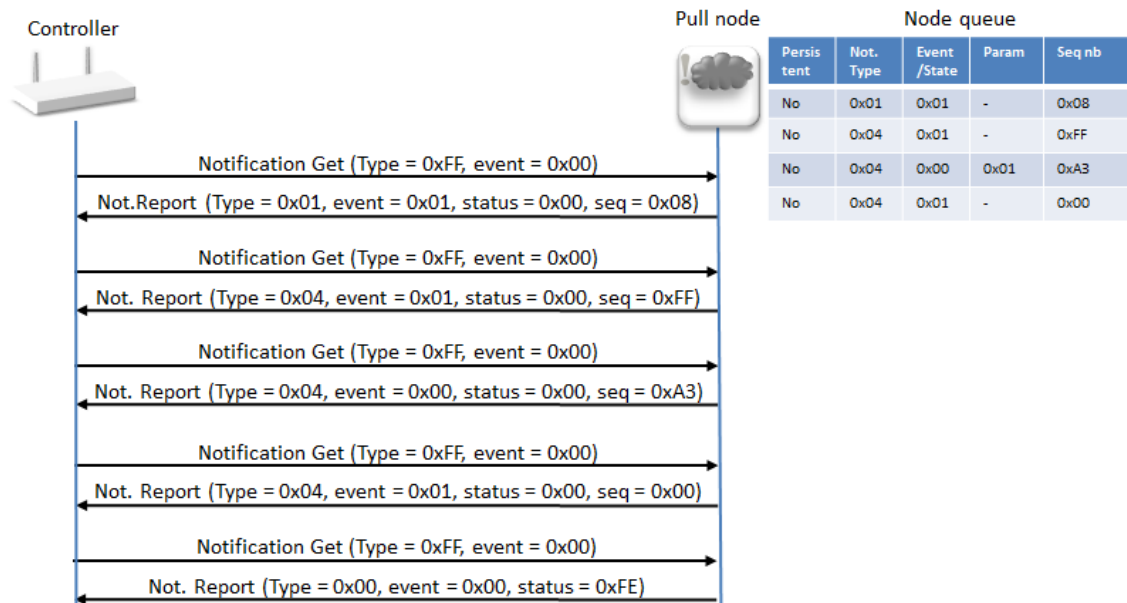 Controller
Pull node
Node queue
Persis tent Not. Type Event /State Param Seq nb
No 0x01 0x01 - 0x08
No 0x04 0x01 - 0xFF
No 0x04 0x00 0x01 0xA3
No 0x04 0x01 - 0x00
Notification Get (Type = 0xFF, event = 0x00)
Not.Report (Type = 0x01, event = 0x01, status = 0x00, seq = 0x08)
Notification Get (Type = 0xFF, event = 0x00)
Not. Report (Type = 0x04, event = 0x01, status = 0x00, seq = 0xFF)
Notification Get (Type = 0xFF, event = 0x00)
Not. Report (Type = 0x04, event = 0x00, status = 0x00, seq = 0xA3)
Notification Get (Type = 0xFF, event = 0x00)
Not. Report (Type = 0x04, event = 0x01, status = 0x00, seq = 0x00)
Notification Get (Type = 0xFF, event = 0x00)
Not. Report (Type = 0x00, event = 0x00, status = 0xFE)